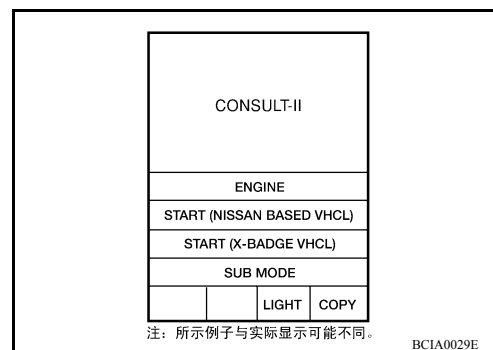 CONSULT-II
ENGINE
START (NISSAN BASED VHCL)
START (X-BADGE VHCL)
SUB MODE
LIGHT COPY
注：所示例子与实际显示可能不同。
BCIA0029E